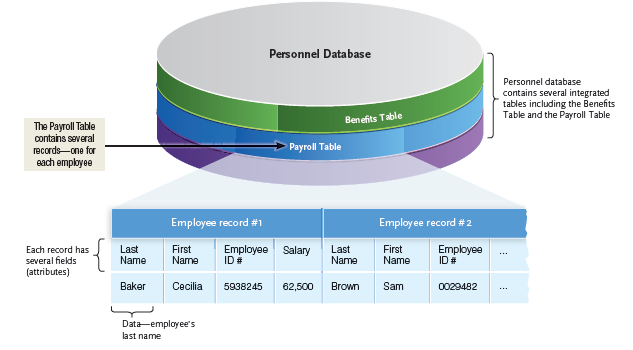 Personnel Database
Benefits Table
Payroll Table
Personnel database
contains several integrated
tables including the Benefits
Table and the Payroll Table
The Payroll Table
contains several
records—one for
each employee
Employee record #1 Employee record #2
Each record has
several fields
(attributes)
Last Name First Name Employee ID # Salary Last Name First Name Employee ID # ...
Baker Cecilia 5938245 62,500 Brown Sam 0029482 ...
Data—employee's
last name